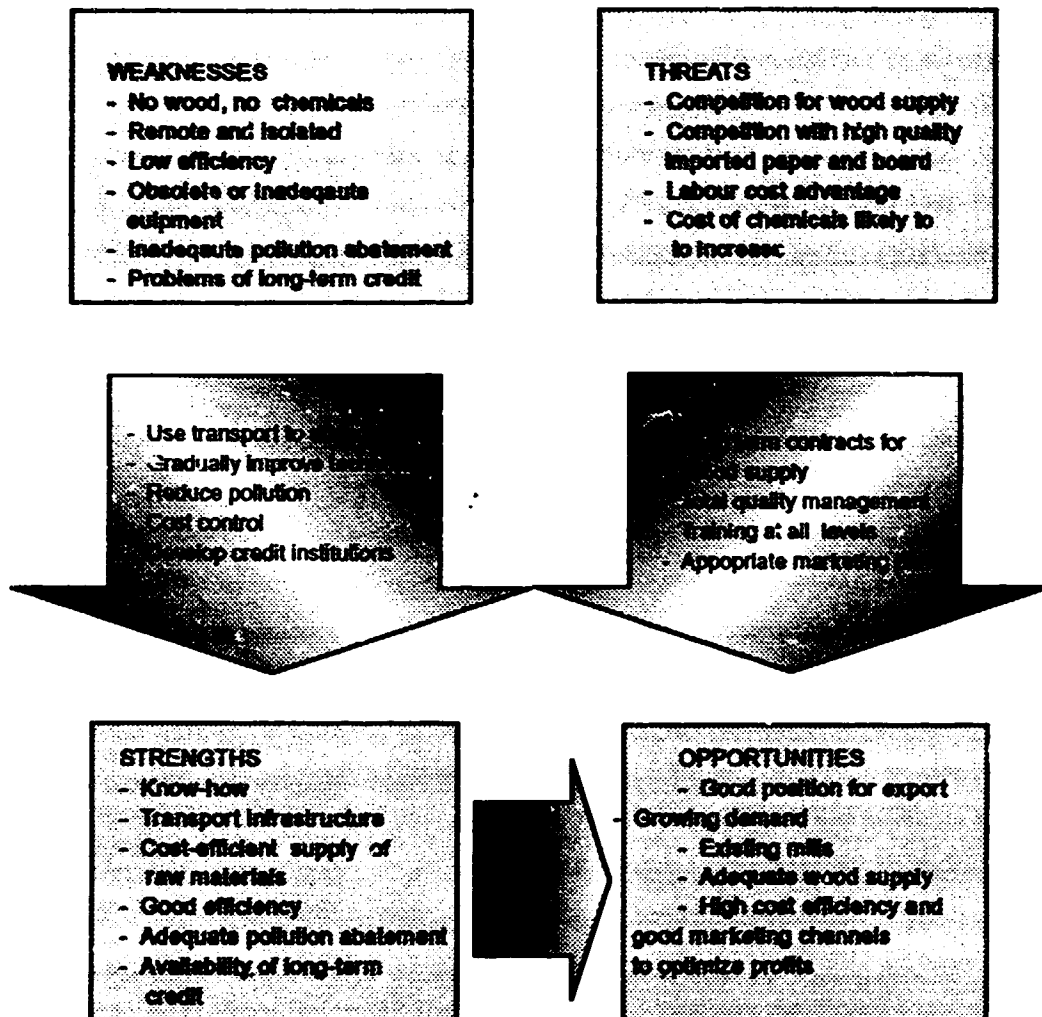 WEAKNESSES
- No wood, no chemicals
- Remote and isolated
- Low efficiency
- Obsolete or inadeqaute
euipment
- Inadeqaute pollution abatement
- Problems of long-term credit
THREATS
- Competition for wood supply
- Competition with high quality
imported paper and board
- Labour cost advantage
- Cost of chemicals likely to
to increase
- Use transport to
- Gradually improve
- Reduce pollution
Cost control
Develop credit institutions
contracts for
supply
quality management
Training at all levels
- Appopriate marketing
STRENGTHS
- Know-how
- Transport infrastructure
- Cost-efficient supply of
raw materials
- Good efficiency
- Adequate pollution abatement
- Availability of long-term
credit
OPPORTUNITIES
- Good position for export
- Growing demand
- Existing mills
- Adequate wood supply
- High cost efficiency and
good marketing channels
to optimize profits